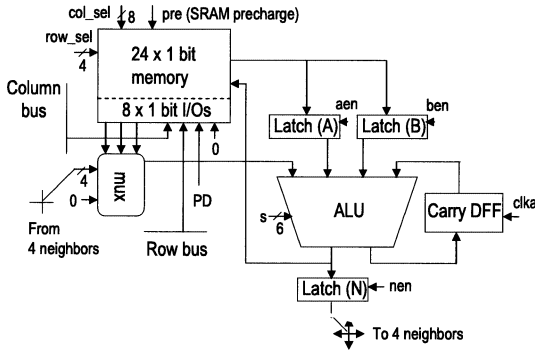 col_sel
8
pre (SRAM precharge)
row_sel
4
24 x 1 bit
memory
Column
bus
8 x 1 bit I/Os
aen
ben
Latch (A)
Latch (B)
0
4
mux
0
PD
From
4 neighbors
Row bus
s
6
ALU
Carry DFF
clka
Latch (N)
nen
To 4 neighbors